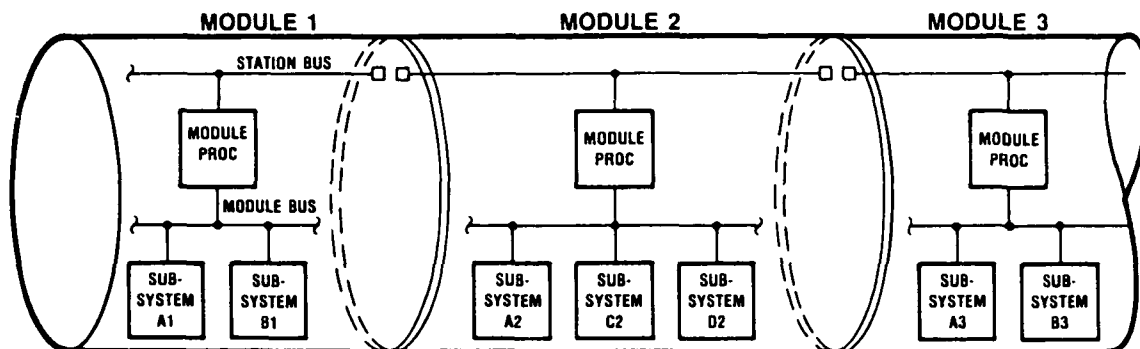 MODULE 1 MODULE 2 MODULE 3
STATION BUS
MODULE PROC
MODULE PROC
MODULE PROC
MODULE BUS
SUB-
SYSTEM
A1
SUB-
SYSTEM
B1
SUB-
SYSTEM
A2
SUB-
SYSTEM
C2
SUB-
SYSTEM
D2
SUB-
SYSTEM
A3
SUB-
SYSTEM
B3